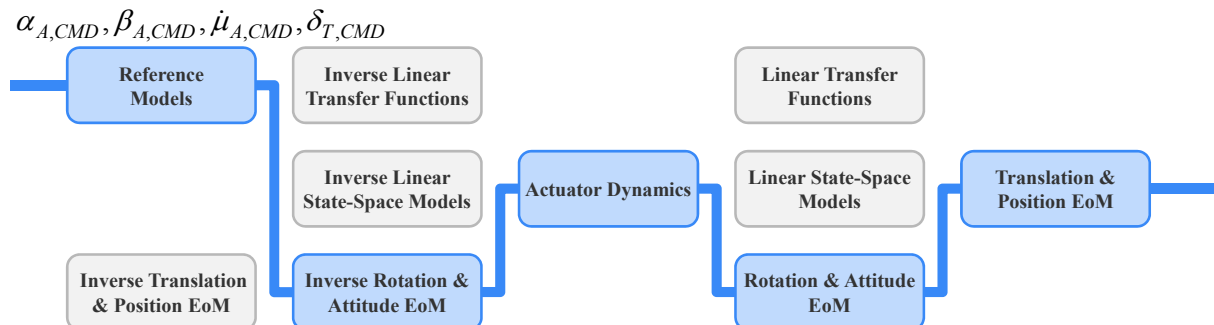 α_{A,CMD}, β_{A,CMD}, μ̇_{A,CMD}, δ_{T,CMD}
Reference
Models
Inverse Linear
Transfer Functions
Linear Transfer
Functions
Inverse Linear
State-Space Models
Actuator Dynamics
Linear State-Space
Models
Translation &
Position EoM
Inverse Translation
& Position EoM
Inverse Rotation &
Attitude EoM
Rotation & Attitude
EoM